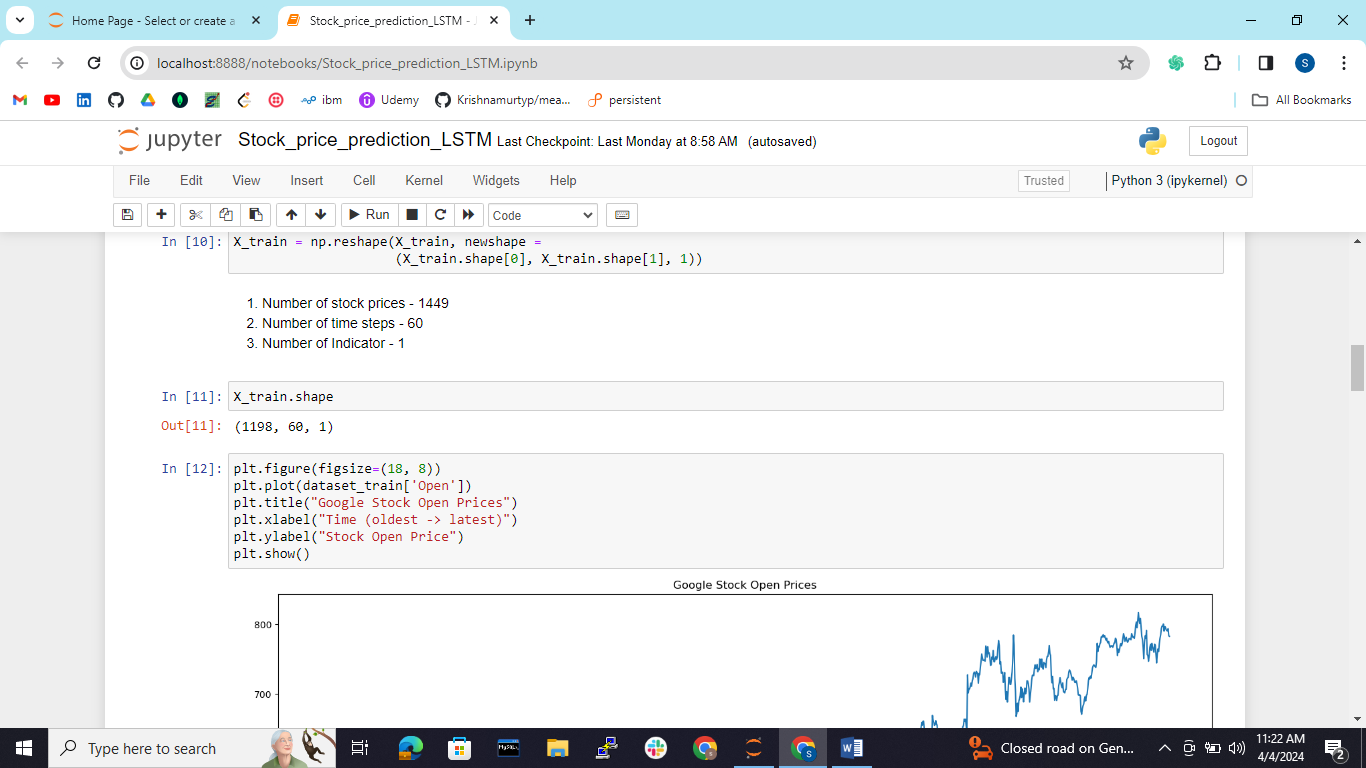 Home Page - Select or create a
Stock_price_prediction_LSTM - J
localhost:8888/notebooks/Stock_price_prediction_LSTM.ipynb
S
ibm
Udemy
Krishnamurtyp/mea...
persistent
All Bookmarks
jupyter
Stock_price_prediction_LSTM Last Checkpoint: Last Monday at 8:58 AM (autosaved)
Logout
File Edit View Insert Cell Kernel Widgets Help
Trusted
Python 3 (ipykernel)
Run
Code
In [10]: X_train = np.reshape(X_train, newshape =
(X_train.shape[0], X_train.shape[1], 1))
1. Number of stock prices - 1449
2. Number of time steps - 60
3. Number of Indicator - 1
In [11]: X_train.shape
Out[11]: (1198, 60, 1)
In [12]: plt.figure(figsize=(18, 8))
plt.plot(dataset_train['Open'])
plt.title("Google Stock Open Prices")
plt.xlabel("Time (oldest -> latest)")
plt.ylabel("Stock Open Price")
plt.show()
Google Stock Open Prices
800
700
Type here to search
Closed road on Gen...
11:22 AM
4/4/2024
2